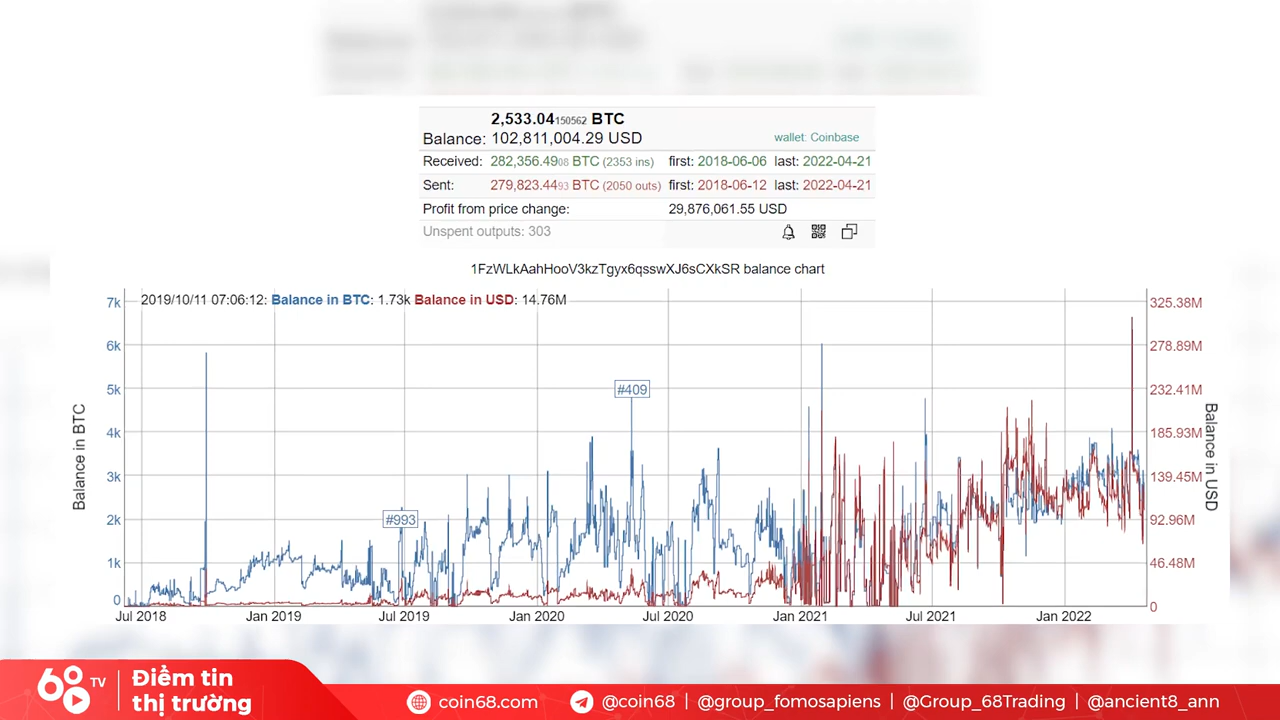 2,533.04150562 BTC
Balance: 102,811,004.29 USD
wallet: Coinbase
Received: 282,356.4908 BTC (2353 ins) first: 2018-06-06 last: 2022-04-21
Sent: 279,823.4493 BTC (2050 outs) first: 2018-06-12 last: 2022-04-21
Profit from price change: 29,876,061.55 USD
Unspent outputs: 303
1FzWLkAahHooV3kzTgyx6qsswXJ6sCXkSR balance chart
2019/10/11 07:06:12: Balance in BTC: 1.73k Balance in USD: 14.76M
7k
6k
5k
4k
3k
2k
1k
0
Balance in BTC
#993
#409
325.38M
278.89M
232.41M
185.93M
139.45M
92.96M
46.48M
0
Balance in USD
Jul 2018 Jan 2019 Jul 2019 Jan 2020 Jul 2020 Jan 2021 Jul 2021 Jan 2022
68 TV
Điểm tin
thị trường
coin68.com @coin68 | @group_fomosapiens | @Group_68Trading | @ancient8_ann